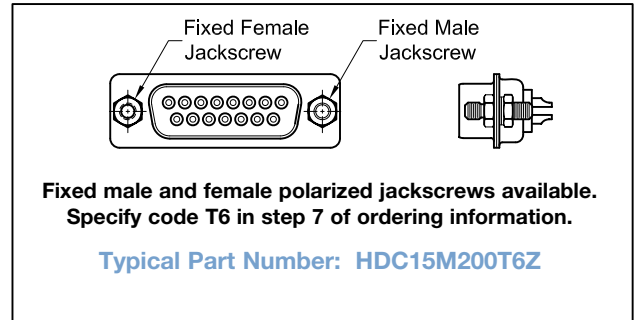 Fixed Female
Jackscrew
Fixed Male
Jackscrew
Fixed male and female polarized jackscrews available.
Specify code T6 in step 7 of ordering information.
Typical Part Number: HDC15M200T6Z